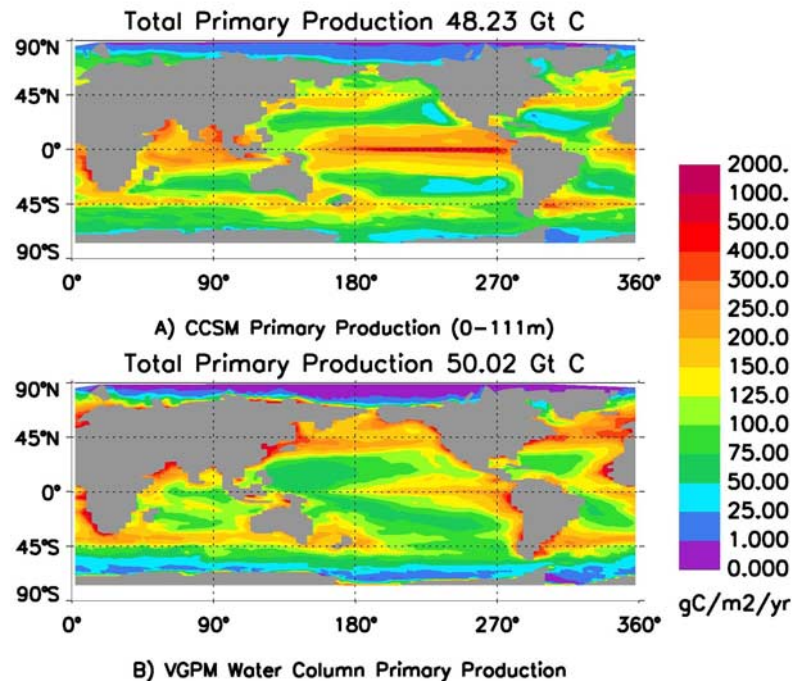 Total Primary Production 48.23 Gt C
90°N
45°N
0°
45°S
90°S
0° 90° 180° 270° 360°
A) CCSM Primary Production (0-111m)
Total Primary Production 50.02 Gt C
90°N
45°N
0°
45°S
90°S
0° 90° 180° 270° 360°
B) VGPM Water Column Primary Production
2000.
1000.
500.0
400.0
300.0
250.0
200.0
150.0
125.0
100.0
75.00
50.00
25.00
1.000
0.000
gC/m2/yr